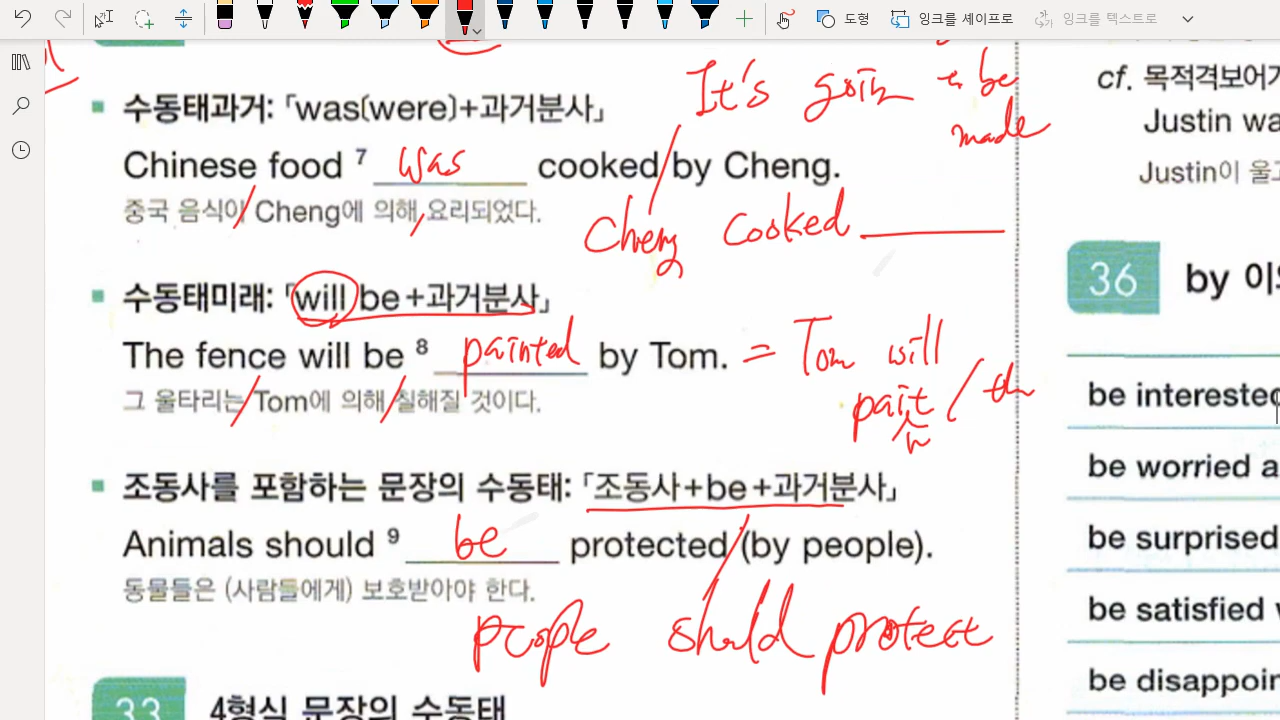 도형
잉크를 셰이프로
잉크를 텍스트로
It's goin to be
made
수동태과거: 「was(were)+과거분사」
Chinese food 7 was cooked by Cheng.
중국 음식이 Cheng에 의해 요리되었다.
Cheng cooked
수동태미래: 「will be+과거분사」
The fence will be 8 painted by Tom. = Tom will
pait / th
n
그 울타리는 Tom에 의해 칠해질 것이다.
조동사를 포함하는 문장의 수동태: 「조동사+be+과거분사」
Animals should 9 be protected (by people).
동물들은 (사람들에게) 보호받아야 한다.
people should protect
33 4형식 문장의 수동태
cf. 목적격보어가
Justin wa
Justin이 울고
36 by 이외
be interested
be worried a
be surprised
be satisfied w
be disappoin